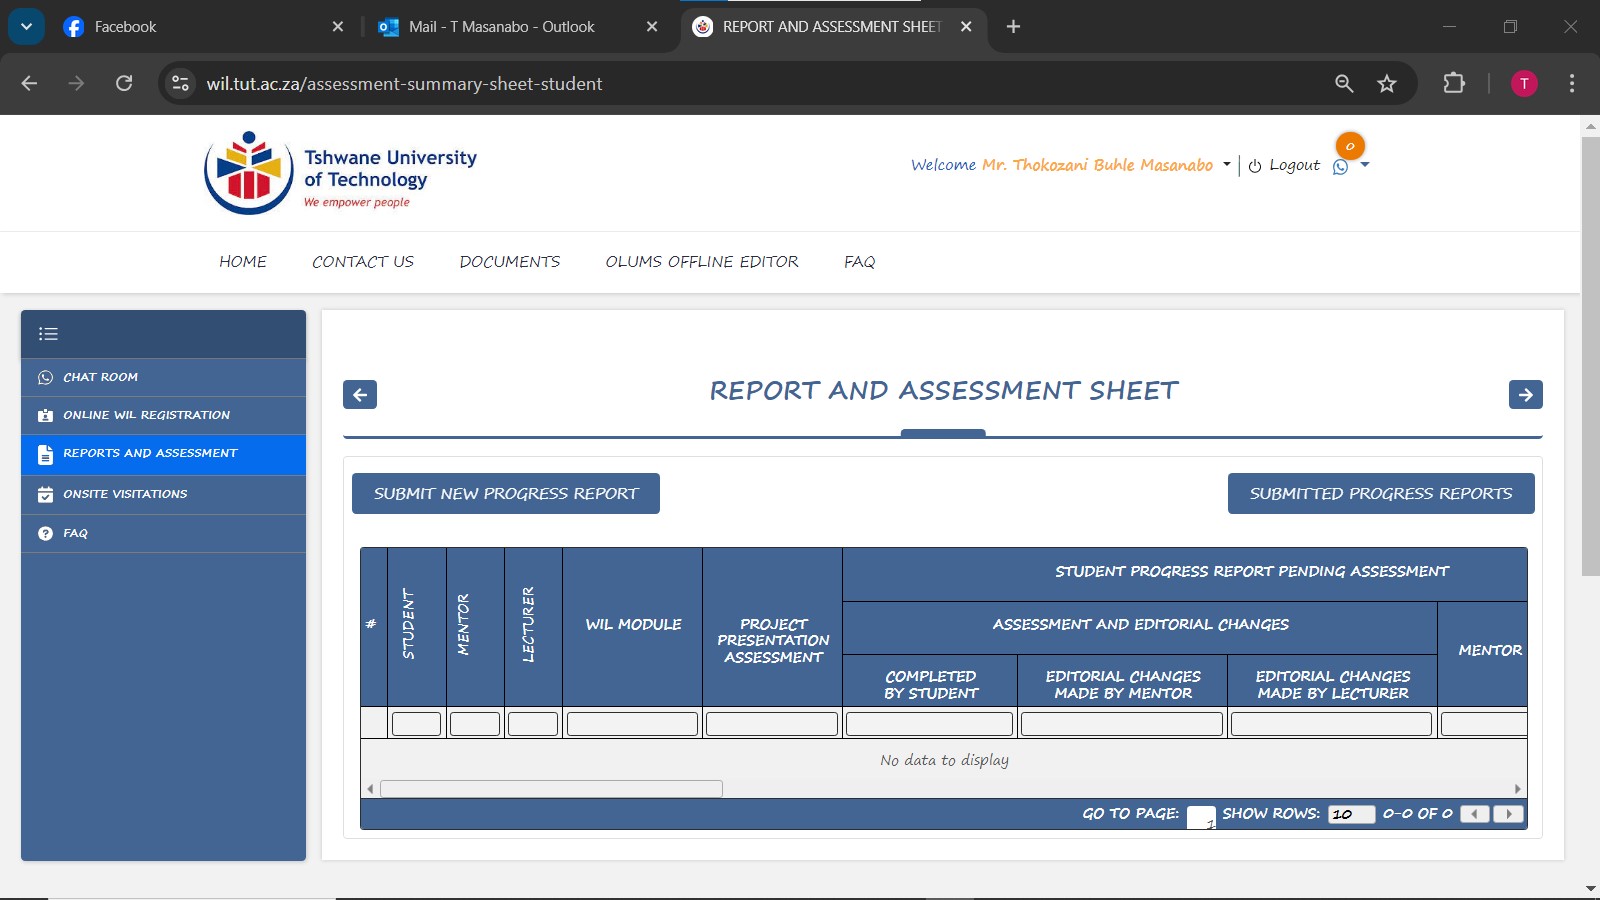 Facebook
Mail - T Masanabo - Outlook
REPORT AND ASSESSMENT SHEET
wil.tut.ac.za/assessment-summary-sheet-student
T
Tshwane University
of Technology
We empower people
0
Welcome Mr. Thokozani Buhle Masanabo
Logout
HOME CONTACT US DOCUMENTS OLUMS OFFLINE EDITOR FAQ
CHAT ROOM
ONLINE WIL REGISTRATION
REPORTS AND ASSESSMENT
ONSITE VISITATIONS
FAQ
REPORT AND ASSESSMENT SHEET
SUBMIT NEW PROGRESS REPORT
SUBMITTED PROGRESS REPORTS
#
STUDENT
MENTOR
LECTURER
WIL MODULE
PROJECT
PRESENTATION
ASSESSMENT
STUDENT PROGRESS REPORT PENDING ASSESSMENT
ASSESSMENT AND EDITORIAL CHANGES
COMPLETED
BY STUDENT
EDITORIAL CHANGES
MADE BY MENTOR
EDITORIAL CHANGES
MADE BY LECTURER
MENTOR
No data to display
GO TO PAGE: 1 SHOW ROWS: 10 0-0 OF 0